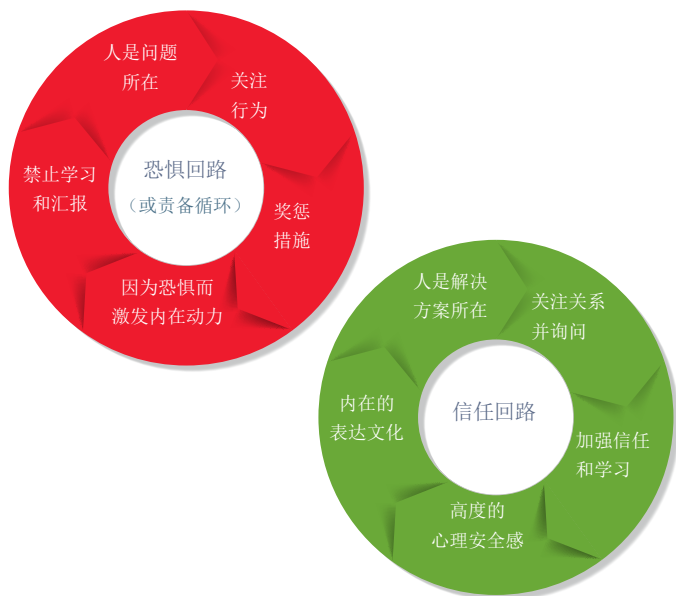 人是问题
所在
关注
行为
奖惩
措施
因为恐惧而
激发内在动力
禁止学习
和汇报
恐惧回路
（或责备循环）
人是解决
方案所在
关注关系
并询问
加强信任
和学习
高度的
心理安全感
内在的
表达文化
信任回路